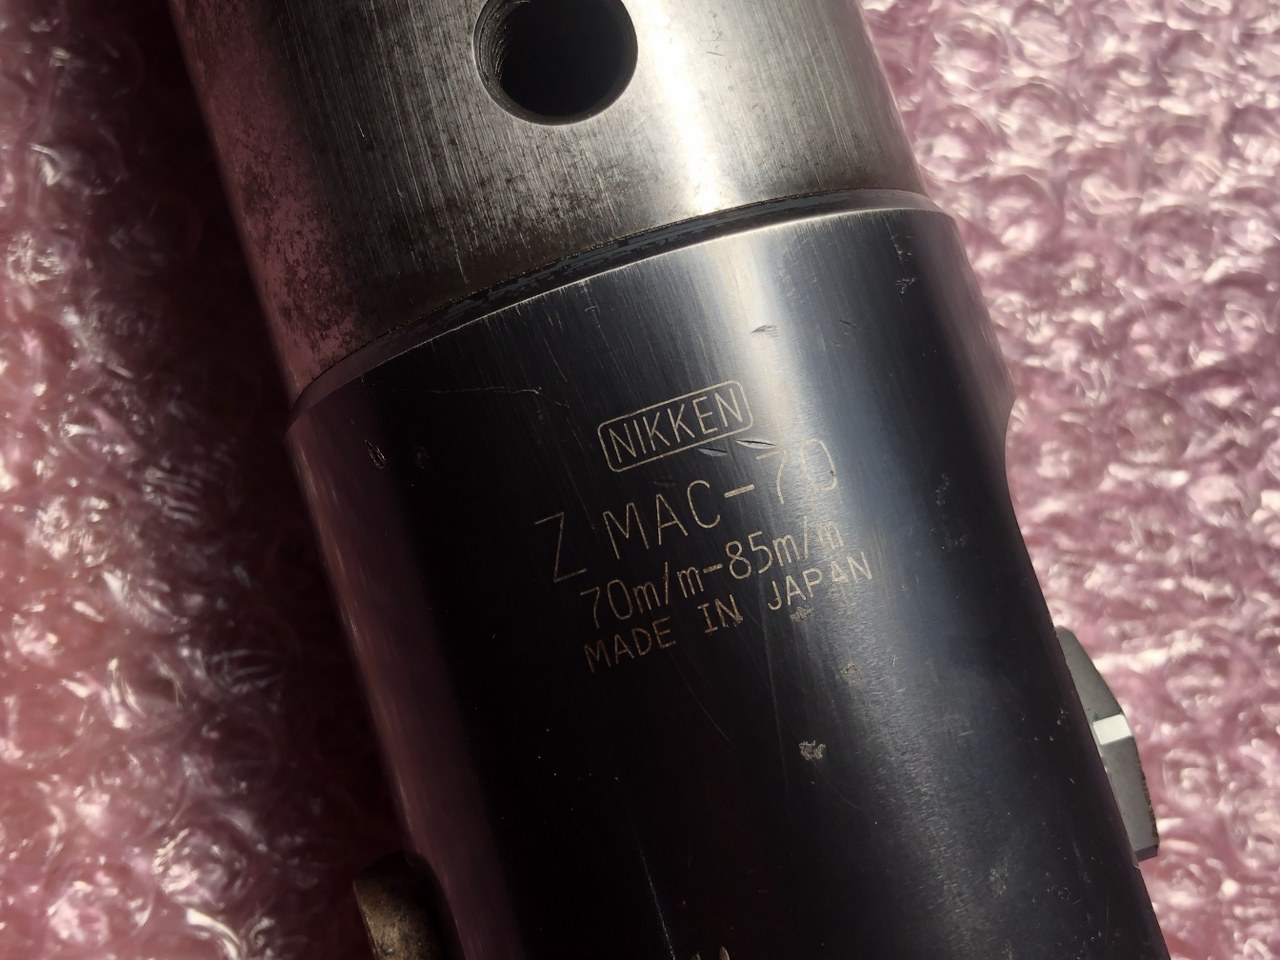 NIKKEN
Z MAC-70
70m/m-85m/m
MADE IN JAPAN